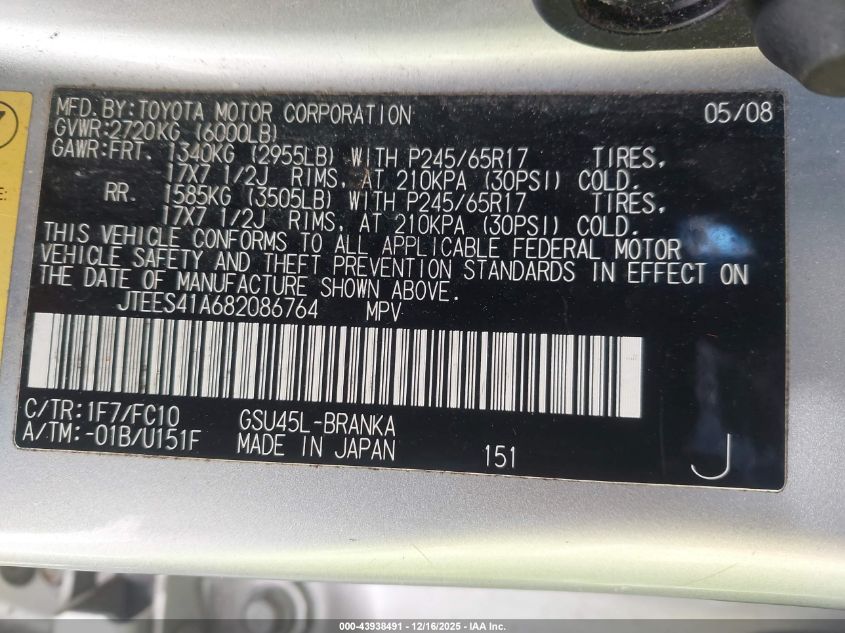 MFD.BY:TOYOTA MOTOR CORPORATION 05/08
GVWR:2720KG (6000LB)
GAWR:FRT. 1340KG (2955LB) WITH P245/65R17 TIRES,
17X7 1/2J RIMS, AT 210KPA (30PSI) COLD.
RR. 1585KG (3505LB) WITH P245/65R17 TIRES,
17X7 1/2J RIMS, AT 210KPA (30PSI) COLD.
THIS VEHICLE CONFORMS TO ALL APPLICABLE FEDERAL MOTOR
VEHICLE SAFETY AND THEFT PREVENTION STANDARDS IN EFFECT ON
THE DATE OF MANUFACTURE SHOWN ABOVE.
JTEES41A682086764 MPV
C/TR:1F7/FC10 GSU45L-BRANKA
A/TM:-01B/U151F MADE IN JAPAN 151 J
000-43938491 - 12/16/2025 - IAA Inc.